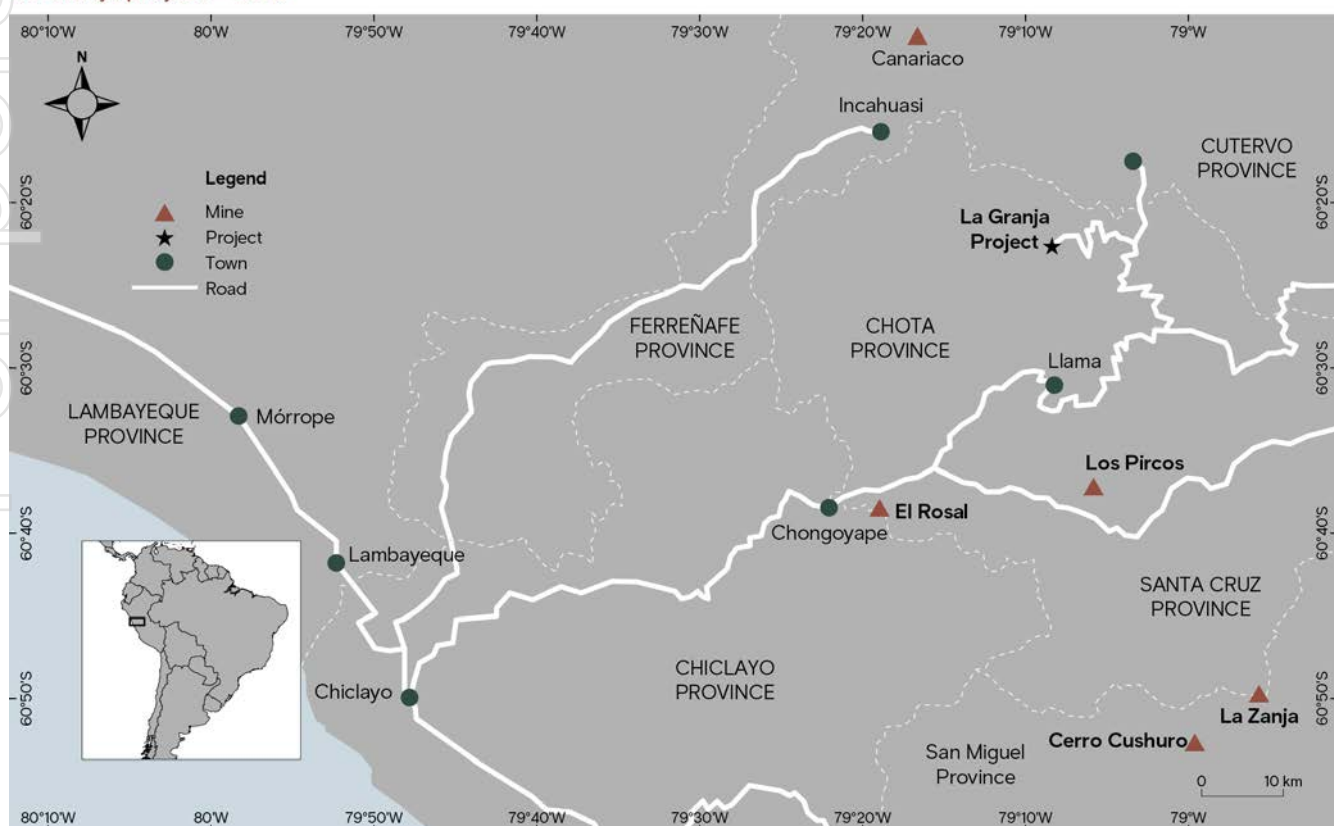 80°10'W 80°W 79°50'W 79°40'W 79°30'W 79°20'W 79°10'W 79°W
Canariaco
N
Incahuasi
CUTERVO
PROVINCE
Legend
Mine
Project
Town
Road
60°20'S
60°20'S
La Granja
Project
FERREÑAFE
PROVINCE
CHOTA
PROVINCE
Llama
60°30'S
60°30'S
LAMBAYEQUE
PROVINCE
Mórrope
Los Pircos
El Rosal
Chongoyape
60°40'S
60°40'S
Lambayeque
SANTA CRUZ
PROVINCE
CHICLAYO
PROVINCE
Chiclayo
60°50'S
60°50'S
La Zanja
Cerro Cushuro
San Miguel
Province
0 10 km
80°10'W 80°W 79°50'W 79°40'W 79°30'W 79°20'W 79°10'W 79°W